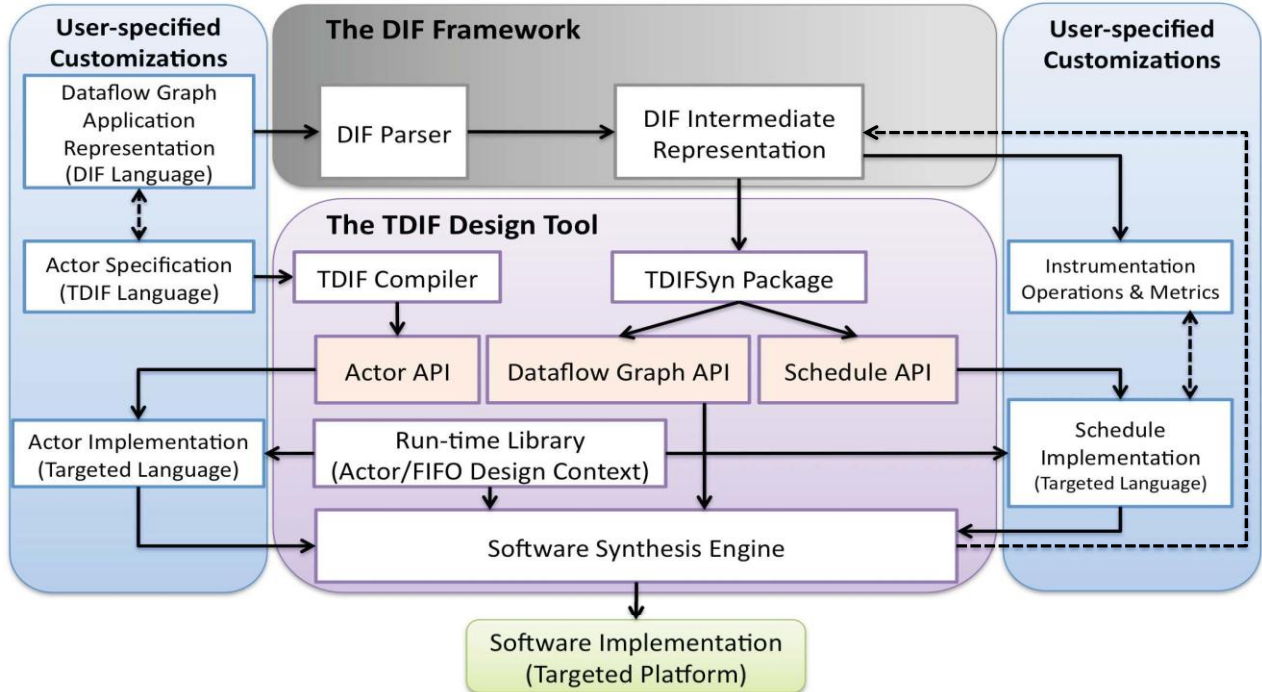 User-specified
Customizations
Dataflow Graph
Application
Representation
(DIF Language)
Actor Specification
(TDIF Language)
Actor Implementation
(Targeted Language)
The DIF Framework
DIF Parser
DIF Intermediate
Representation
The TDIF Design Tool
TDIF Compiler
TDIFSyn Package
Actor API
Dataflow Graph API
Schedule API
Run-time Library
(Actor/FIFO Design Context)
Software Synthesis Engine
User-specified
Customizations
Instrumentation
Operations & Metrics
Schedule
Implementation
(Targeted Language)
Software Implementation
(Targeted Platform)